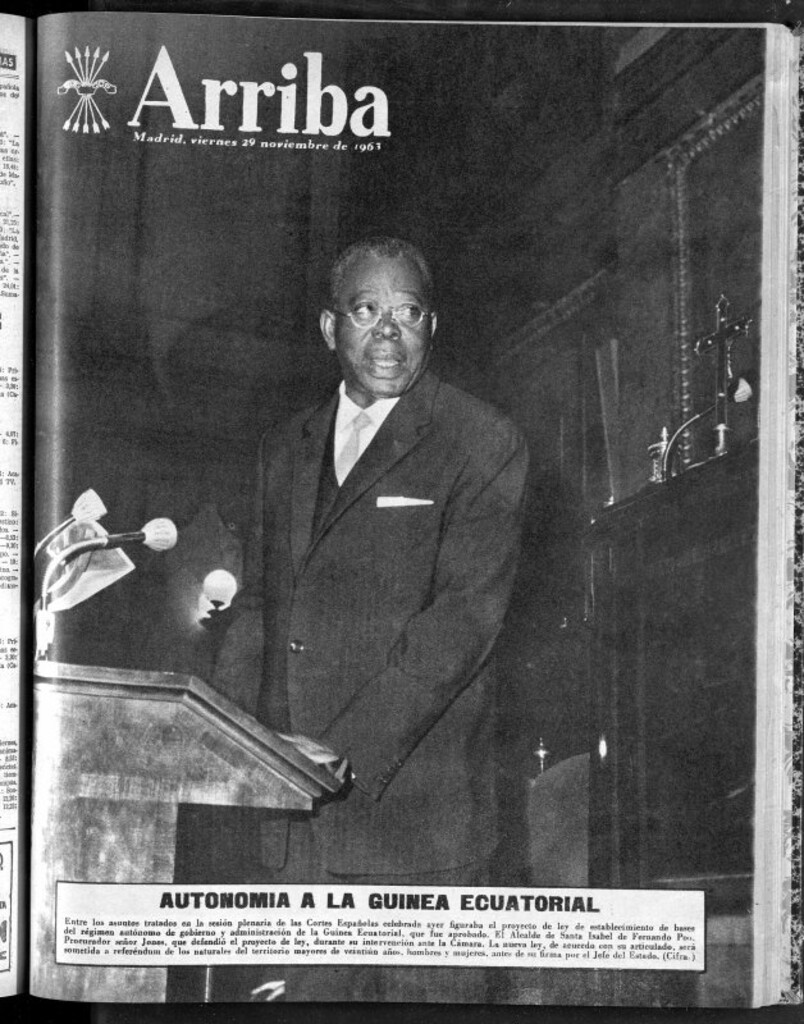 Arriba
Madrid, viernes 29 noviembre de 1963
AUTONOMIA A LA GUINEA ECUATORIAL
Entre los asuntos tratados en la sesión plenaria de las Cortes Españolas celebrada ayer figuraba el proyecto de ley de establecimiento de bases
del régimen autónomo de gobierno y administración de la Guinea Ecuatorial, que fue aprobado. El Alcalde de Santa Isabel de Fernando Poo,
Procurador señor Jones, que defendió el proyecto de ley, durante su intervención ante la Cámara. La nueva ley, de acuerdo con su articulado, será
sometida a referéndum de los naturales del territorio mayores de veintiún años, hombres y mujeres, antes de su firma por el Jefe del Estado. (Cifra.)